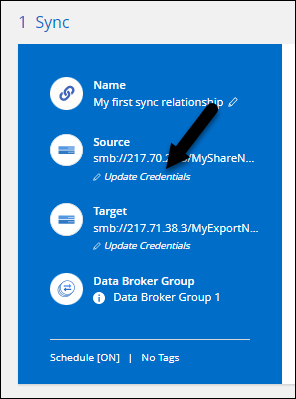 1 Sync
Name
My first sync relationship
Source
smb://217.70. 3/MyShareN...
Update Credentials
Target
smb://217.71.38.3/MyExportN...
Update Credentials
Data Broker Group
Data Broker Group 1
Schedule [ON] | No Tags